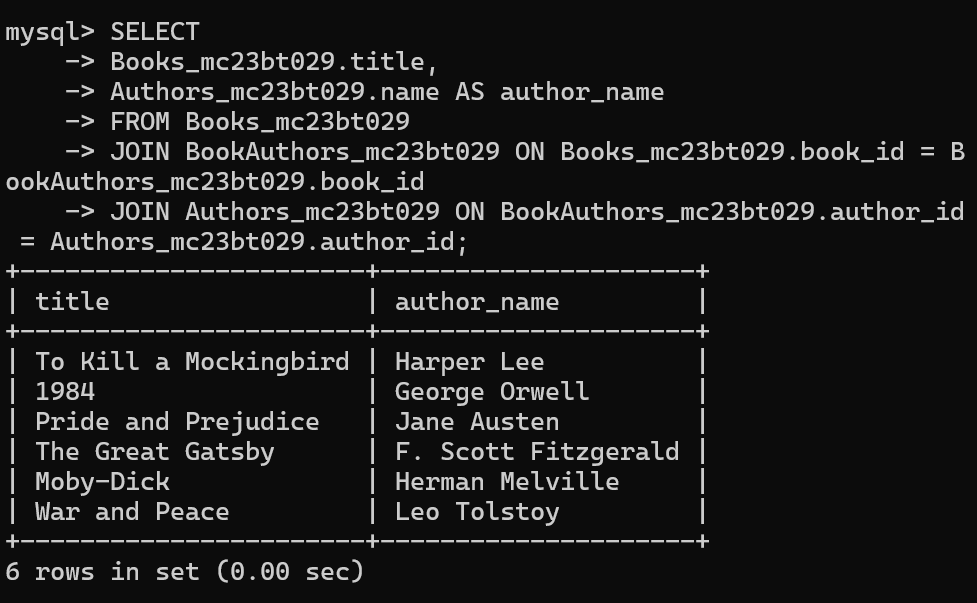 mysql> SELECT
    -> Books_mc23bt029.title,
    -> Authors_mc23bt029.name AS author_name
    -> FROM Books_mc23bt029
    -> JOIN BookAuthors_mc23bt029 ON Books_mc23bt029.book_id = B
ookAuthors_mc23bt029.book_id
    -> JOIN Authors_mc23bt029 ON BookAuthors_mc23bt029.author_id
 = Authors_mc23bt029.author_id;
+-----------------------+---------------------+
| title                 | author_name         |
+-----------------------+---------------------+
| To Kill a Mockingbird | Harper Lee          |
| 1984                  | George Orwell       |
| Pride and Prejudice   | Jane Austen         |
| The Great Gatsby      | F. Scott Fitzgerald |
| Moby-Dick             | Herman Melville     |
| War and Peace         | Leo Tolstoy         |
+-----------------------+---------------------+
6 rows in set (0.00 sec)